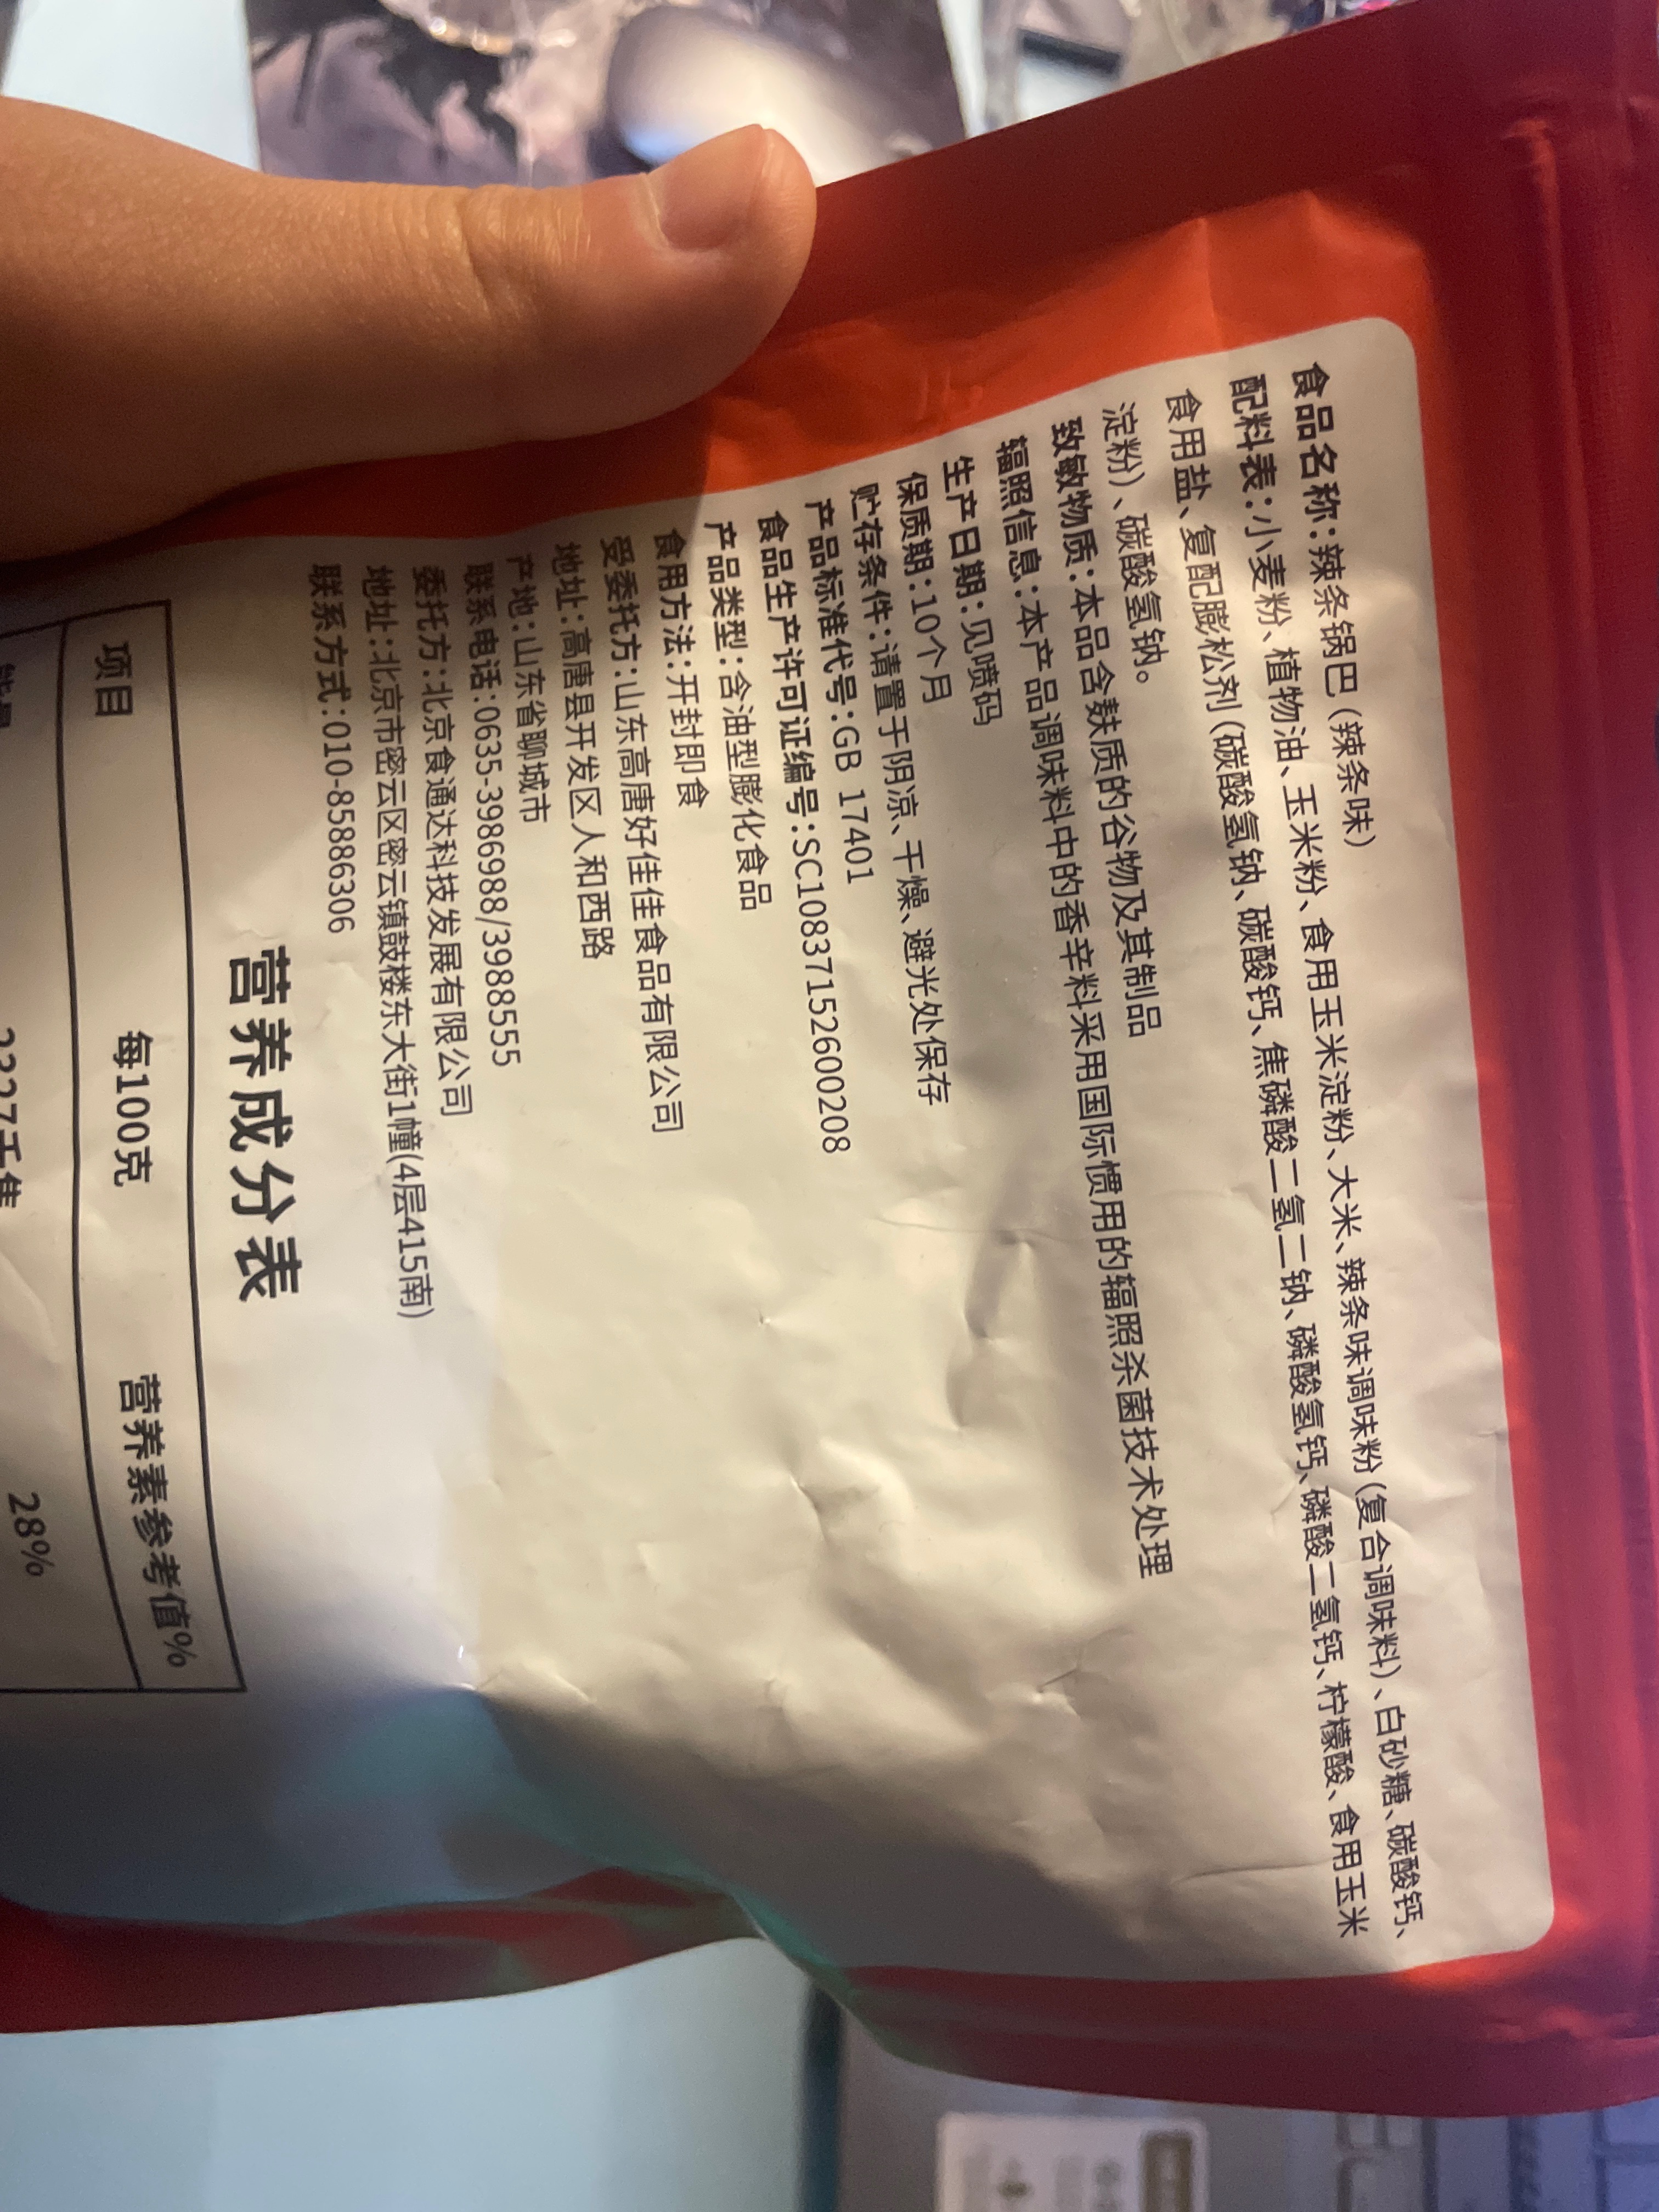 食品名称:辣条锅巴(辣条味)
配料表:小麦粉、植物油、玉米粉、食用玉米淀粉、大米、辣条味调味粉(复合调味料)、白砂糖、碳酸钙、
食用盐、复配膨松剂(碳酸氢钠、碳酸钙、焦磷酸二氢二钠、磷酸氢钙、磷酸二氢钙、柠檬酸、食用玉米
淀粉)、碳酸氢钠。
致敏物质:本品含麸质的谷物及其制品
辐照信息:本产品调味料中的香辛料采用国际惯用的辐照杀菌技术处理
生产日期:见喷码
保质期:10个月
贮存条件:请置于阴凉、干燥、避光处保存
产品标准代号:GB 17401
食品生产许可证编号:SC10837152600208
产品类型:含油型膨化食品
食用方法:开封即食
受委托方:山东高唐好佳佳食品有限公司
地址:高唐县开发区人和西路
产地:山东省聊城市
联系电话:0635-3986988/3988555
委托方:北京食通达科技发展有限公司
地址:北京市密云区密云镇鼓楼东大街1幢(4层415南)
联系方式:010-85886306
营养成分表
项目 每100克 营养素参考值%
28%